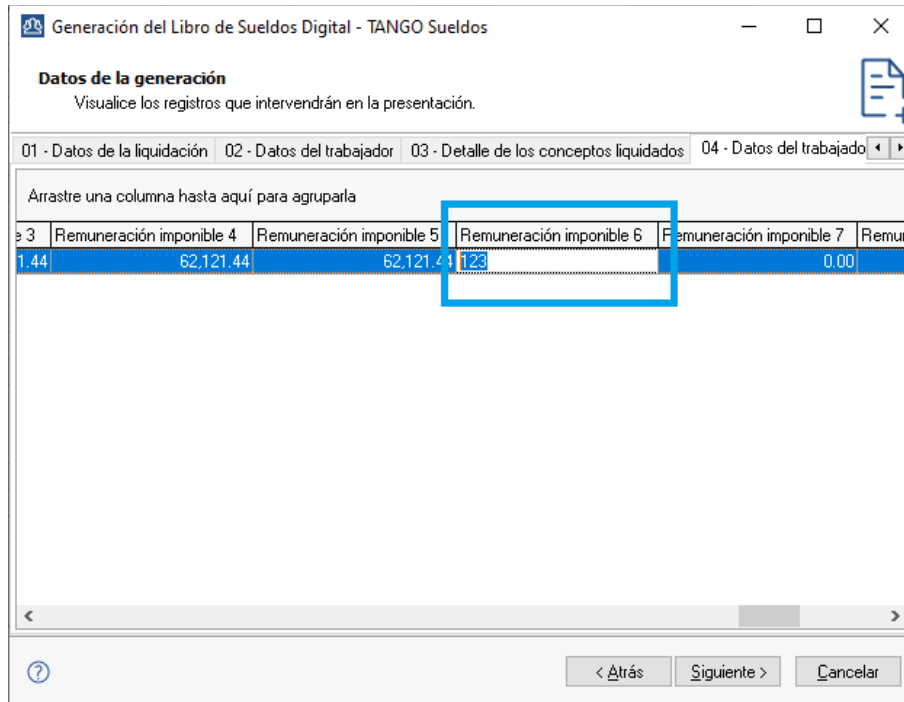 Generación del Libro de Sueldos Digital - TANGO Sueldos
Datos de la generación
Visualice los registros que intervendrán en la presentación.
01 - Datos de la liquidación 02 - Datos del trabajador 03 - Detalle de los conceptos liquidados 04 - Datos del trabajado
Arrastre una columna hasta aquí para agruparla
e 3 Remuneración imponible 4 Remuneración imponible 5 Remuneración imponible 6 Remuneración imponible 7 Remu
1.44 62,121.44 62,121.44 123 0.00
< Atrás Siguiente > Cancelar